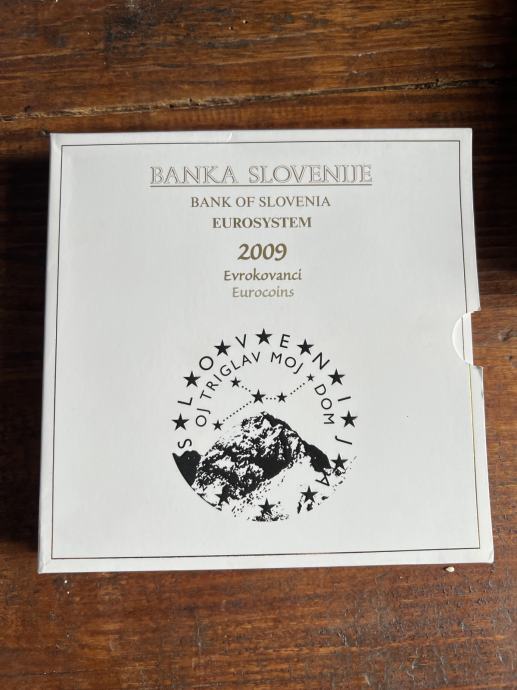 BANKA SLOVENIJE
BANK OF SLOVENIA
EUROSYSTEM
2009
Evrokovanci
Eurocoins
SLOVENIJA
OJ TRIGLAV MOJ DOM